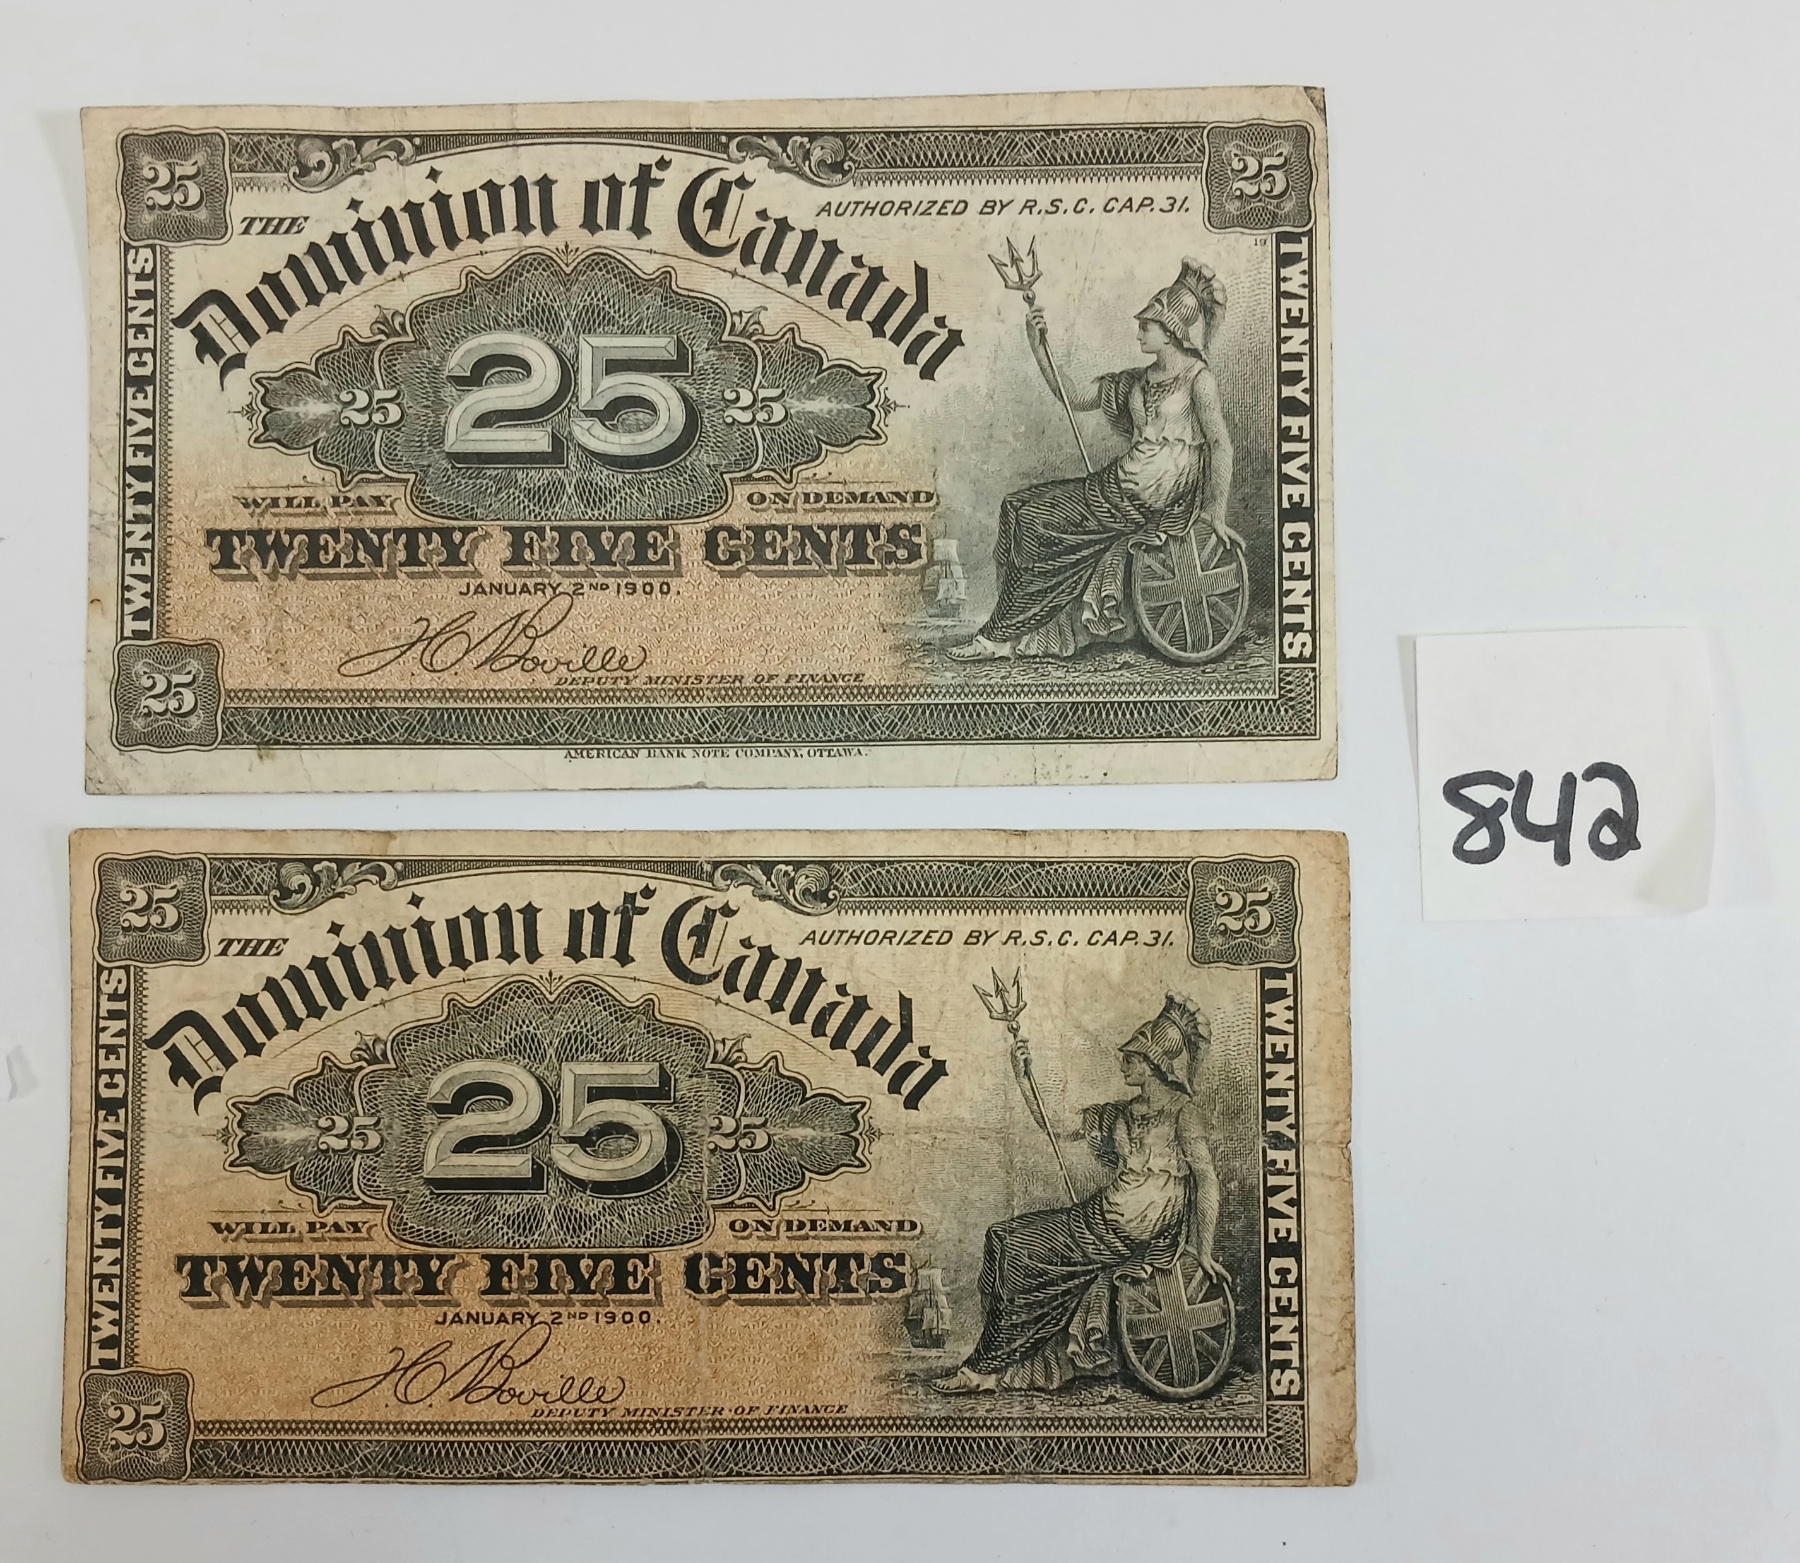 25
25
THE
Dominion of Canada
AUTHORIZED BY R.S.C. CAP. 31.
19
TWENTY FIVE CENTS
TWENTY FIVE CENTS
25 25 25
WILL PAY ON DEMAND
TWENTY FIVE CENTS
JANUARY 2ND 1900.
H C Boville
DEPUTY MINISTER OF FINANCE
25
AMERICAN BANK NOTE COMPANY, OTTAWA.
842
25
25
THE
Dominion of Canada
AUTHORIZED BY R.S.C. CAP. 31.
TWENTY FIVE CENTS
TWENTY FIVE CENTS
25 25 25
WILL PAY ON DEMAND
TWENTY FIVE CENTS
JANUARY 2ND 1900.
H C Boville
DEPUTY MINISTER OF FINANCE
25